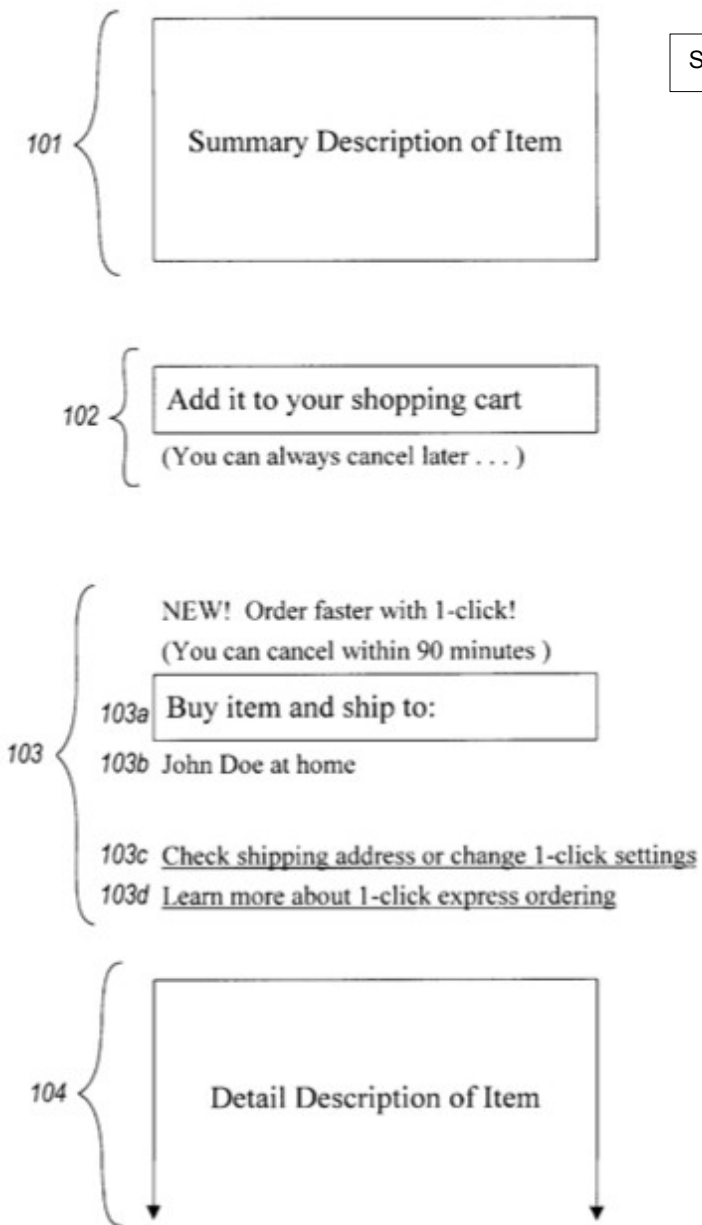 S
101 Summary Description of Item
102 Add it to your shopping cart
(You can always cancel later . . . )
NEW! Order faster with 1-click!
(You can cancel within 90 minutes )
103a Buy item and ship to:
103 103b John Doe at home
103c Check shipping address or change 1-click settings
103d Learn more about 1-click express ordering
104 Detail Description of Item